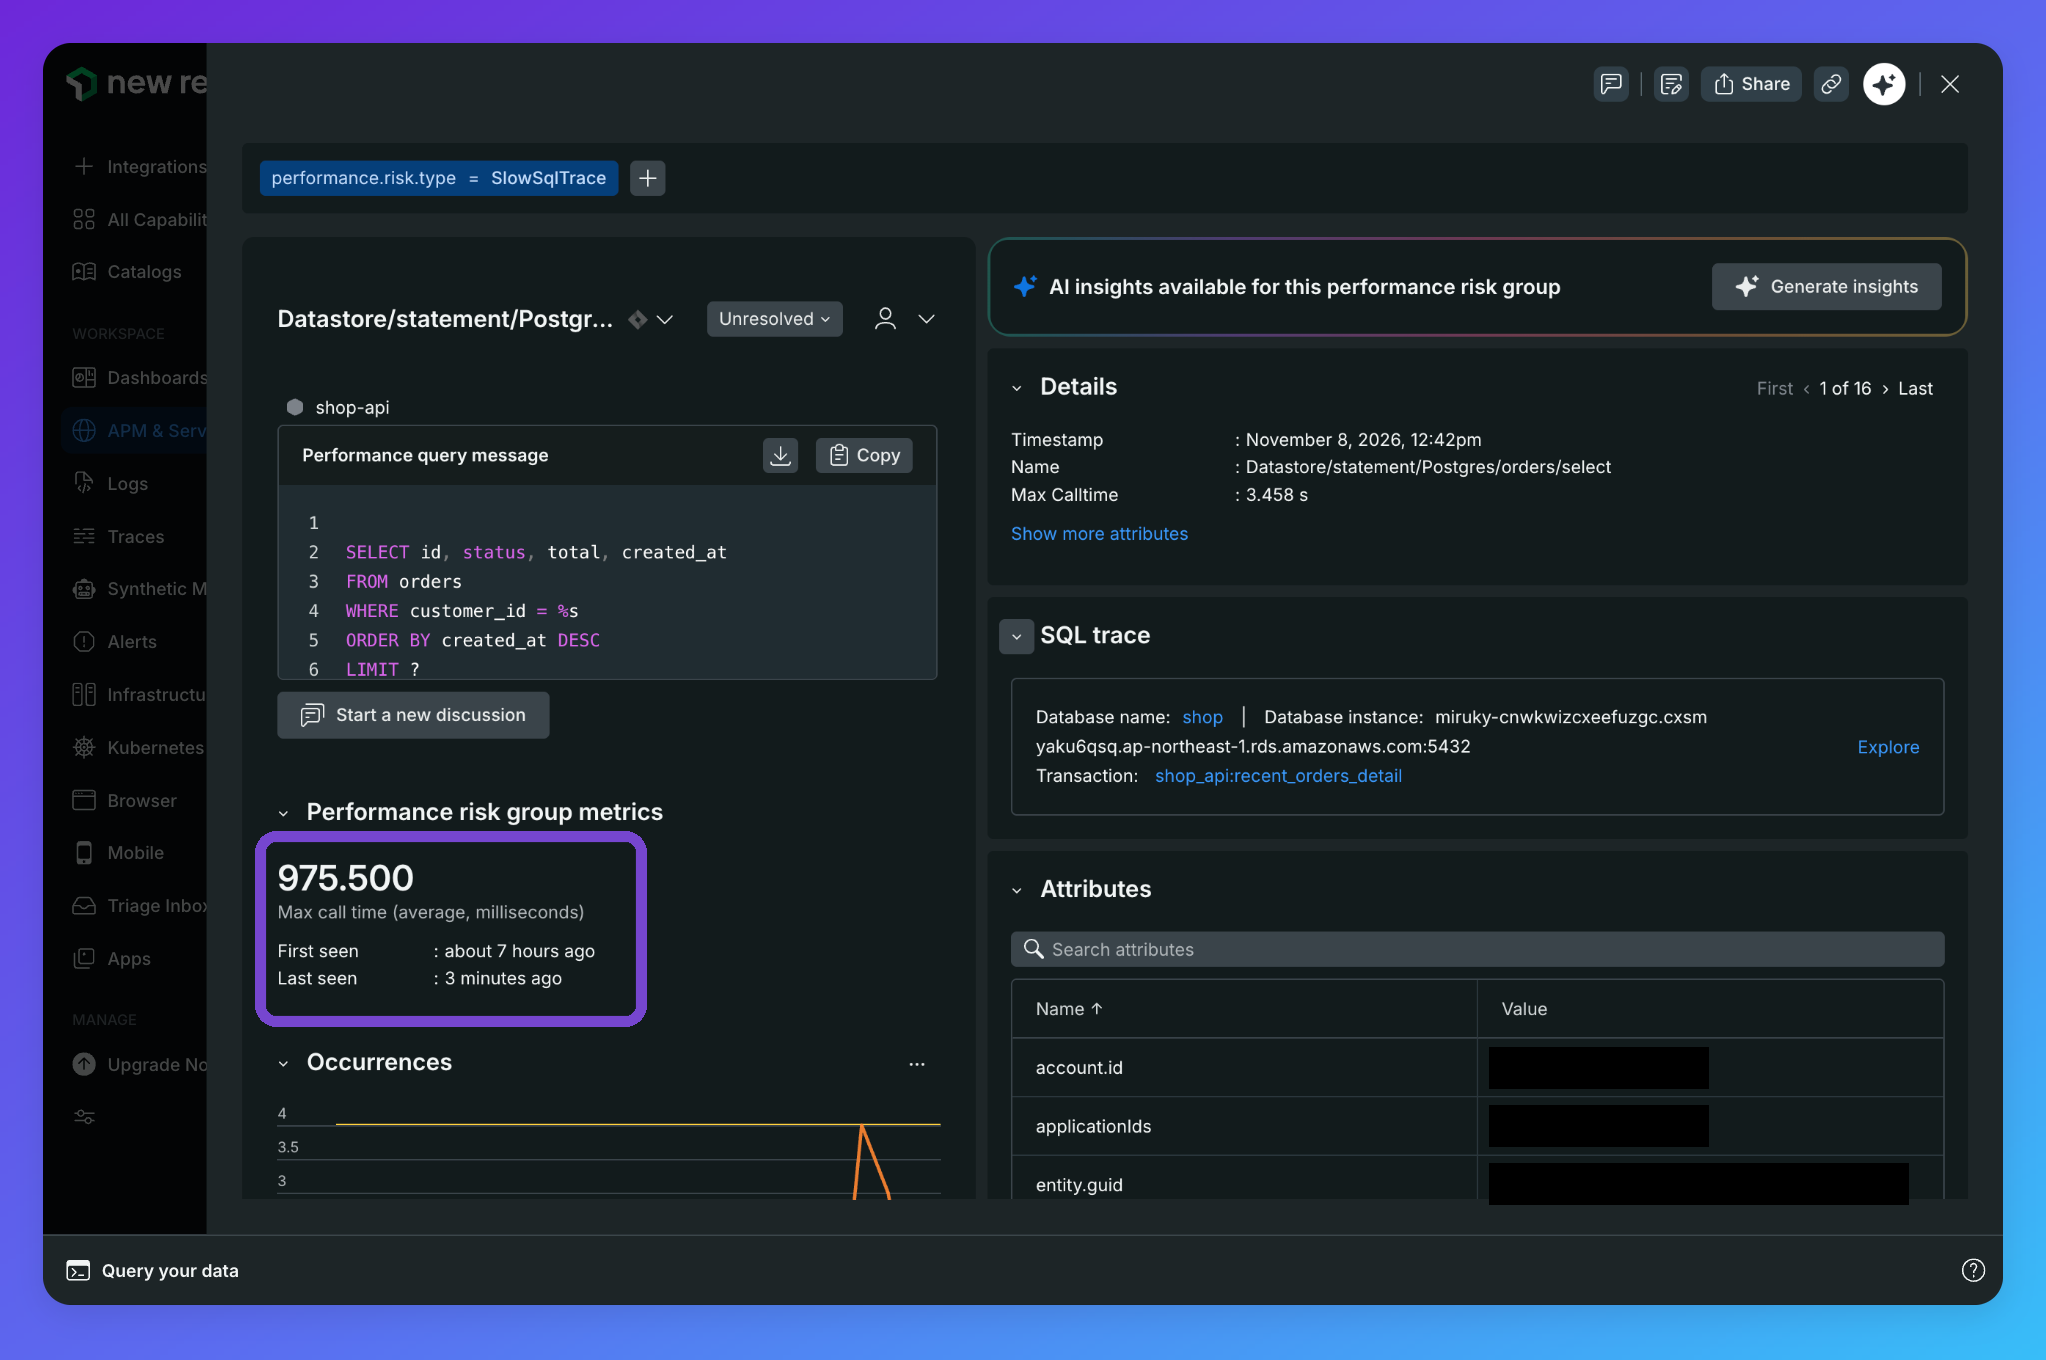 new re
Share
Integrations
All Capabilit
Catalogs
WORKSPACE
Dashboards
APM & Serv
Logs
Traces
Synthetic M
Alerts
Infrastructu
Kubernetes
Browser
Mobile
Triage Inbox
Apps
MANAGE
Upgrade No
performance.risk.type = SlowSqlTrace
Datastore/statement/Postgr...
Unresolved
shop-api
Performance query message
Copy
1
2 SELECT id, status, total, created_at
3 FROM orders
4 WHERE customer_id = %s
5 ORDER BY created_at DESC
6 LIMIT ?
Start a new discussion
Performance risk group metrics
975.500
Max call time (average, milliseconds)
First seen : about 7 hours ago
Last seen : 3 minutes ago
Occurrences
4
3.5
3
AI insights available for this performance risk group
Generate insights
Details
First ‹ 1 of 16 › Last
Timestamp : November 8, 2026, 12:42pm
Name : Datastore/statement/Postgres/orders/select
Max Calltime : 3.458 s
Show more attributes
SQL trace
Database name: shop | Database instance: miruky-cnwkwizcxeefuzgc.cxsm
yaku6qsq.ap-northeast-1.rds.amazonaws.com:5432
Explore
Transaction: shop_api:recent_orders_detail
Attributes
Search attributes
Name ↑ Value
account.id
applicationIds
entity.guid
Query your data